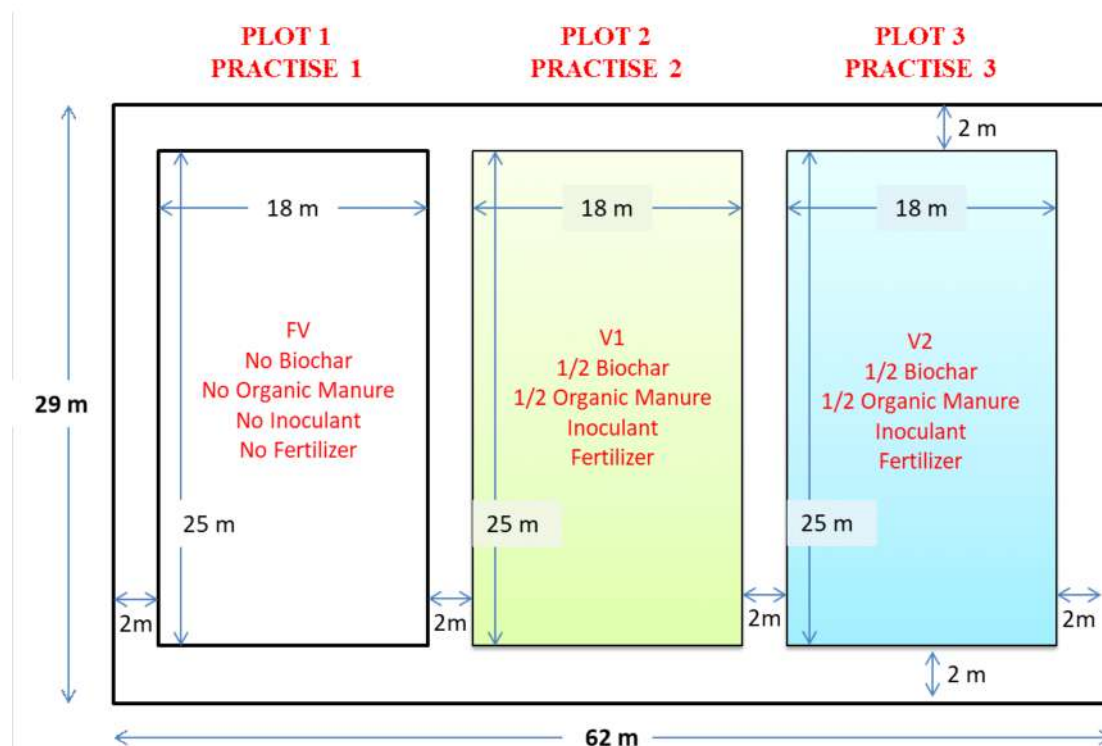 PLOT 1
PRACTISE 1
PLOT 2
PRACTISE 2
PLOT 3
PRACTISE 3
2 m
18 m
18 m
18 m
FV
No Biochar
No Organic Manure
No Inoculant
No Fertilizer
V1
1/2 Biochar
1/2 Organic Manure
Inoculant
Fertilizer
V2
1/2 Biochar
1/2 Organic Manure
Inoculant
Fertilizer
29 m
25 m
25 m
25 m
2m
2m
2m
2m
2 m
62 m